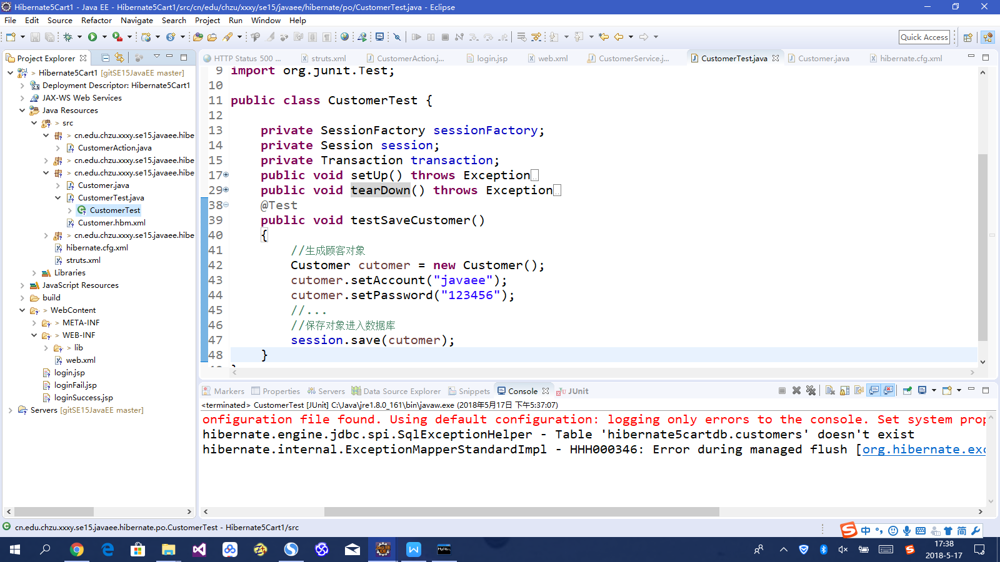 Hibernate5Cart1 - Java EE - Hibernate5Cart1/src/cn/edu/chzu/xxxy/se15/javaee/hibernate/po/CustomerTest.java - Eclipse
File Edit Source Refactor Navigate Search Project Run Window Help
Quick Access
Project Explorer
Hibernate5Cart1 [gitSE15JavaEE master]
Deployment Descriptor: Hibernate5Cart1
JAX-WS Web Services
Java Resources
> src
> cn.edu.chzu.xxxy.se15.javaee.hibe
CustomerAction.java
> cn.edu.chzu.xxxy.se15.javaee.hibe
> cn.edu.chzu.xxxy.se15.javaee.hibe
Customer.java
CustomerTest.java
CustomerTest
Customer.hbm.xml
> cn.edu.chzu.xxxy.se15.javaee.hibe
hibernate.cfg.xml
struts.xml
Libraries
JavaScript Resources
build
> WebContent
> META-INF
> WEB-INF
> lib
web.xml
login.jsp
loginFail.jsp
loginSuccess.jsp
Servers [gitSE15JavaEE master]
HTTP Status 500 ... struts.xml CustomerAction.j... login.jsp web.xml CustomerService.j... CustomerTest.java Customer.java hibernate.cfg.xml
9 import org.junit.Test;
10
11 public class CustomerTest {
12
13 private SessionFactory sessionFactory;
14 private Session session;
15 private Transaction transaction;
17 public void setUp() throws Exception
29 public void tearDown() throws Exception
38 @Test
39 public void testSaveCustomer()
40 {
41 //生成顾客对象
42 Customer cutomer = new Customer();
43 cutomer.setAccount("javaee");
44 cutomer.setPassword("123456");
45 //...
46 //保存对象进入数据库
47 session.save(cutomer);
48 }
Markers Properties Servers Data Source Explorer Snippets Console JUnit
<terminated> CustomerTest [JUnit] C:\Java\jre1.8.0_161\bin\javaw.exe (2018年5月17日 下午5:37:07)
onfiguration file found. Using default configuration: logging only errors to the console. Set system prop
hibernate.engine.jdbc.spi.SqlExceptionHelper - Table 'hibernate5cartdb.customers' doesn't exist
hibernate.internal.ExceptionMapperStandardImpl - HHH000346: Error during managed flush [org.hibernate.exc
cn.edu.chzu.xxxy.se15.javaee.hibernate.po.CustomerTest - Hibernate5Cart1/src
中 简
17:38
2018-5-17